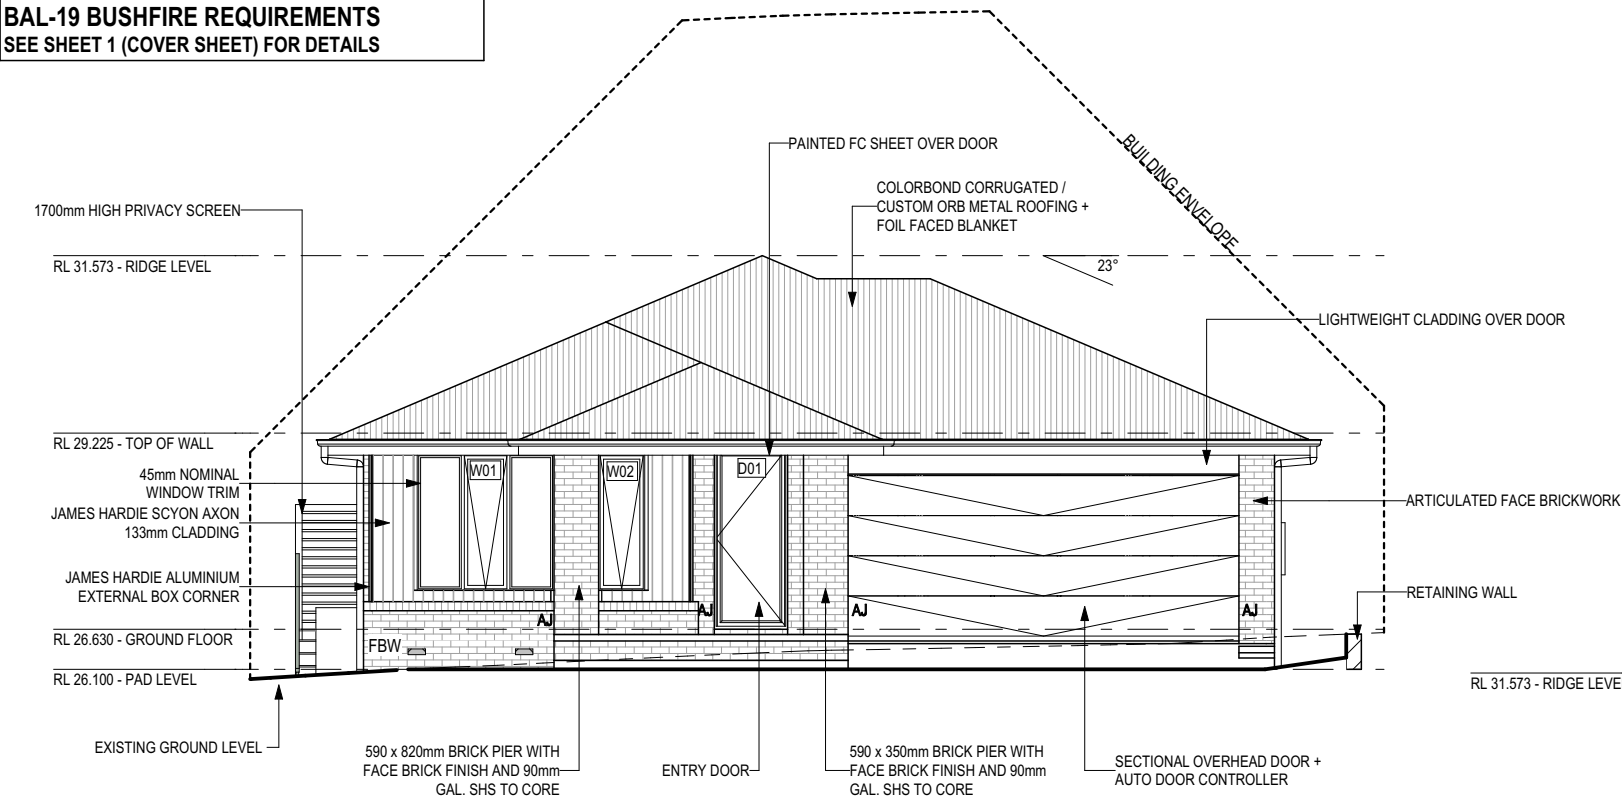 BAL-19 BUSHFIRE REQUIREMENTS
SEE SHEET 1 (COVER SHEET) FOR DETAILS
PAINTED FC SHEET OVER DOOR
BUILDING ENVELOPE
COLORBOND CORRUGATED /
CUSTOM ORB METAL ROOFING +
FOIL FACED BLANKET
1700mm HIGH PRIVACY SCREEN
RL 31.573 - RIDGE LEVEL
23°
LIGHTWEIGHT CLADDING OVER DOOR
RL 29.225 - TOP OF WALL
45mm NOMINAL
WINDOW TRIM
W01
W02
D01
JAMES HARDIE SCYON AXON
133mm CLADDING
ARTICULATED FACE BRICKWORK
JAMES HARDIE ALUMINIUM
EXTERNAL BOX CORNER
RETAINING WALL
AJ
AJ
AJ
AJ
RL 26.630 - GROUND FLOOR
FBW
RL 26.100 - PAD LEVEL
RL 31.573 - RIDGE LEVE
EXISTING GROUND LEVEL
590 x 820mm BRICK PIER WITH
FACE BRICK FINISH AND 90mm
GAL. SHS TO CORE
ENTRY DOOR
590 x 350mm BRICK PIER WITH
FACE BRICK FINISH AND 90mm
GAL. SHS TO CORE
SECTIONAL OVERHEAD DOOR +
AUTO DOOR CONTROLLER